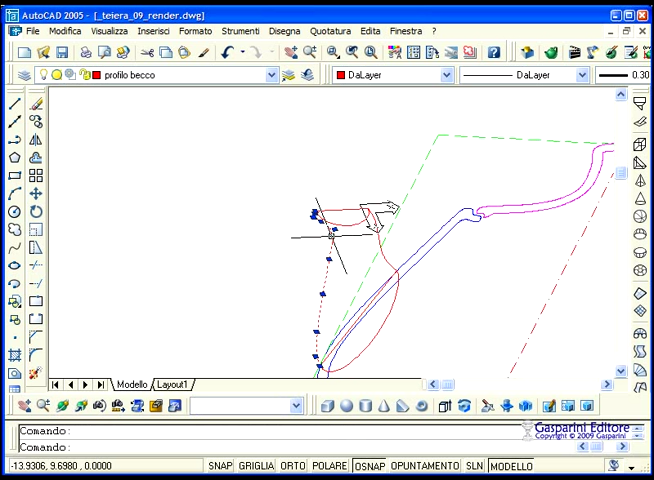 AutoCAD 2005 - [_teiera_09_render.dwg]
File Modifica Visualizza Inserisci Formato Strumenti Disegna Quotatura Edita Finestra ?
profilo becco DaLayer DaLayer 0.30
Modello Layout1
Comando:
Comando:
Gasparini Editore
Copyright © 2009 Gasparini
-13.9306, 9.6980, 0.0000 SNAP GRIGLIA ORTO POLARE OSNAP OPUNTAMENTO SLN MODELLO